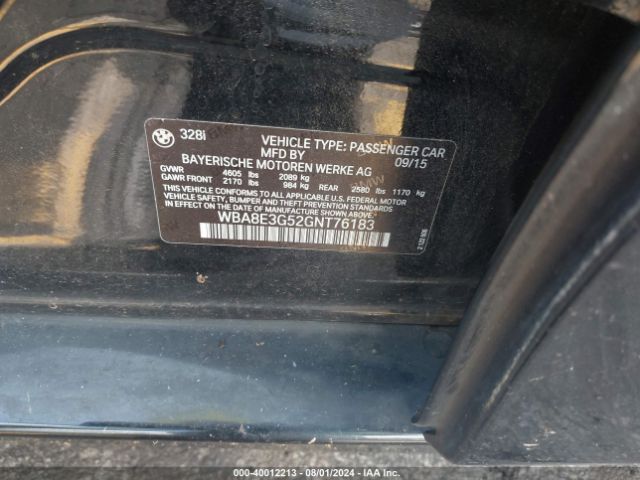 328i
VEHICLE TYPE: PASSENGER CAR
MFD BY 09/15
BAYERISCHE MOTOREN WERKE AG
GVWR 4605 lbs 2089 kg
GAWR FRONT 2170 lbs 984 kg REAR 2580 lbs 1170 kg
THIS VEHICLE CONFORMS TO ALL APPLICABLE U.S. FEDERAL MOTOR
VEHICLE SAFETY, BUMPER, AND THEFT PREVENTION STANDARDS IN
EFFECT ON THE DATE OF MANUFACTURE SHOWN ABOVE.
WBA8E3G52GNT76183
000-40012213 - 08/01/2024 - IAA Inc.